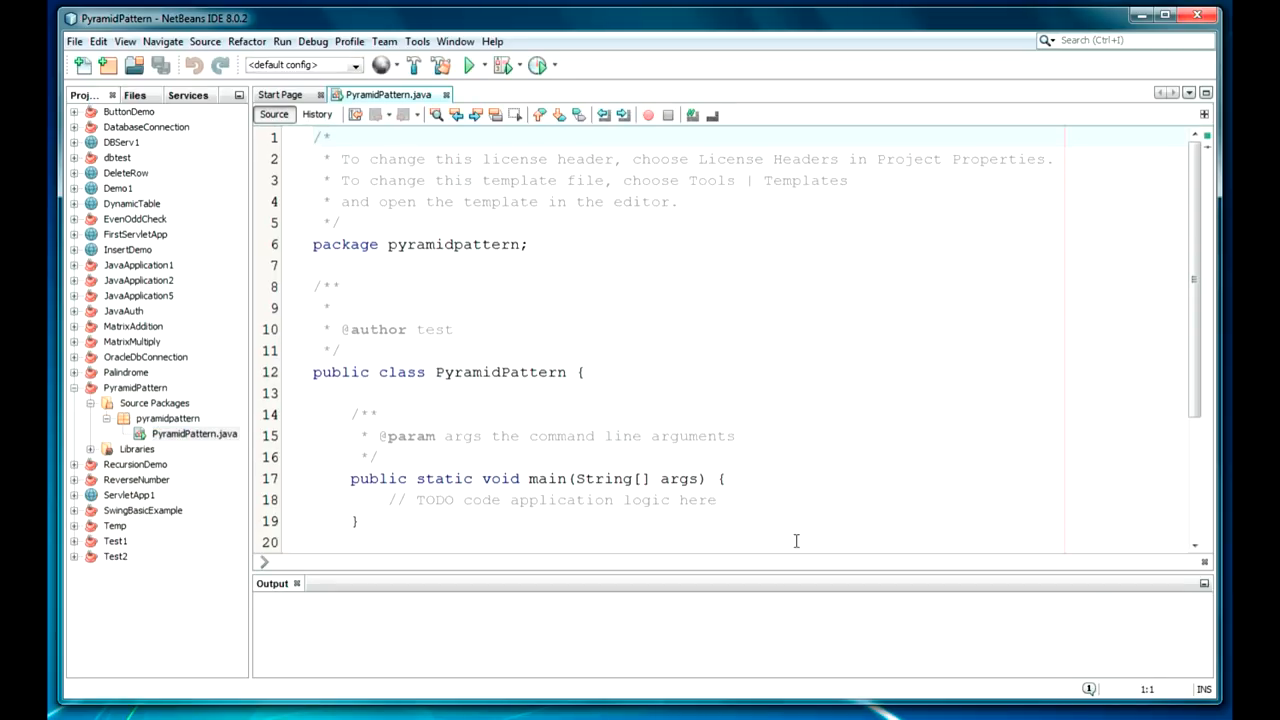 PyramidPattern - NetBeans IDE 8.0.2
File Edit View Navigate Source Refactor Run Debug Profile Team Tools Window Help
Search (Ctrl+I)
<default config>
Proj... Files Services
Start Page PyramidPattern.java
Source History
ButtonDemo
DatabaseConnection
DBServ1
dbtest
DeleteRow
Demo1
DynamicTable
EvenOddCheck
FirstServletApp
InsertDemo
JavaApplication1
JavaApplication2
JavaApplication5
JavaAuth
MatrixAddition
MatrixMultiply
OracleDbConnection
Palindrome
PyramidPattern
Source Packages
pyramidpattern
PyramidPattern.java
Libraries
RecursionDemo
ReverseNumber
ServletApp1
SwingBasicExample
Temp
Test1
Test2
1 /*
2 * To change this license header, choose License Headers in Project Properties.
3 * To change this template file, choose Tools | Templates
4 * and open the template in the editor.
5 */
6 package pyramidpattern;
7
8 /**
9 *
10 * @author test
11 */
12 public class PyramidPattern {
13
14 /**
15 * @param args the command line arguments
16 */
17 public static void main(String[] args) {
18 // TODO code application logic here
19 }
20
Output
1 1:1 INS